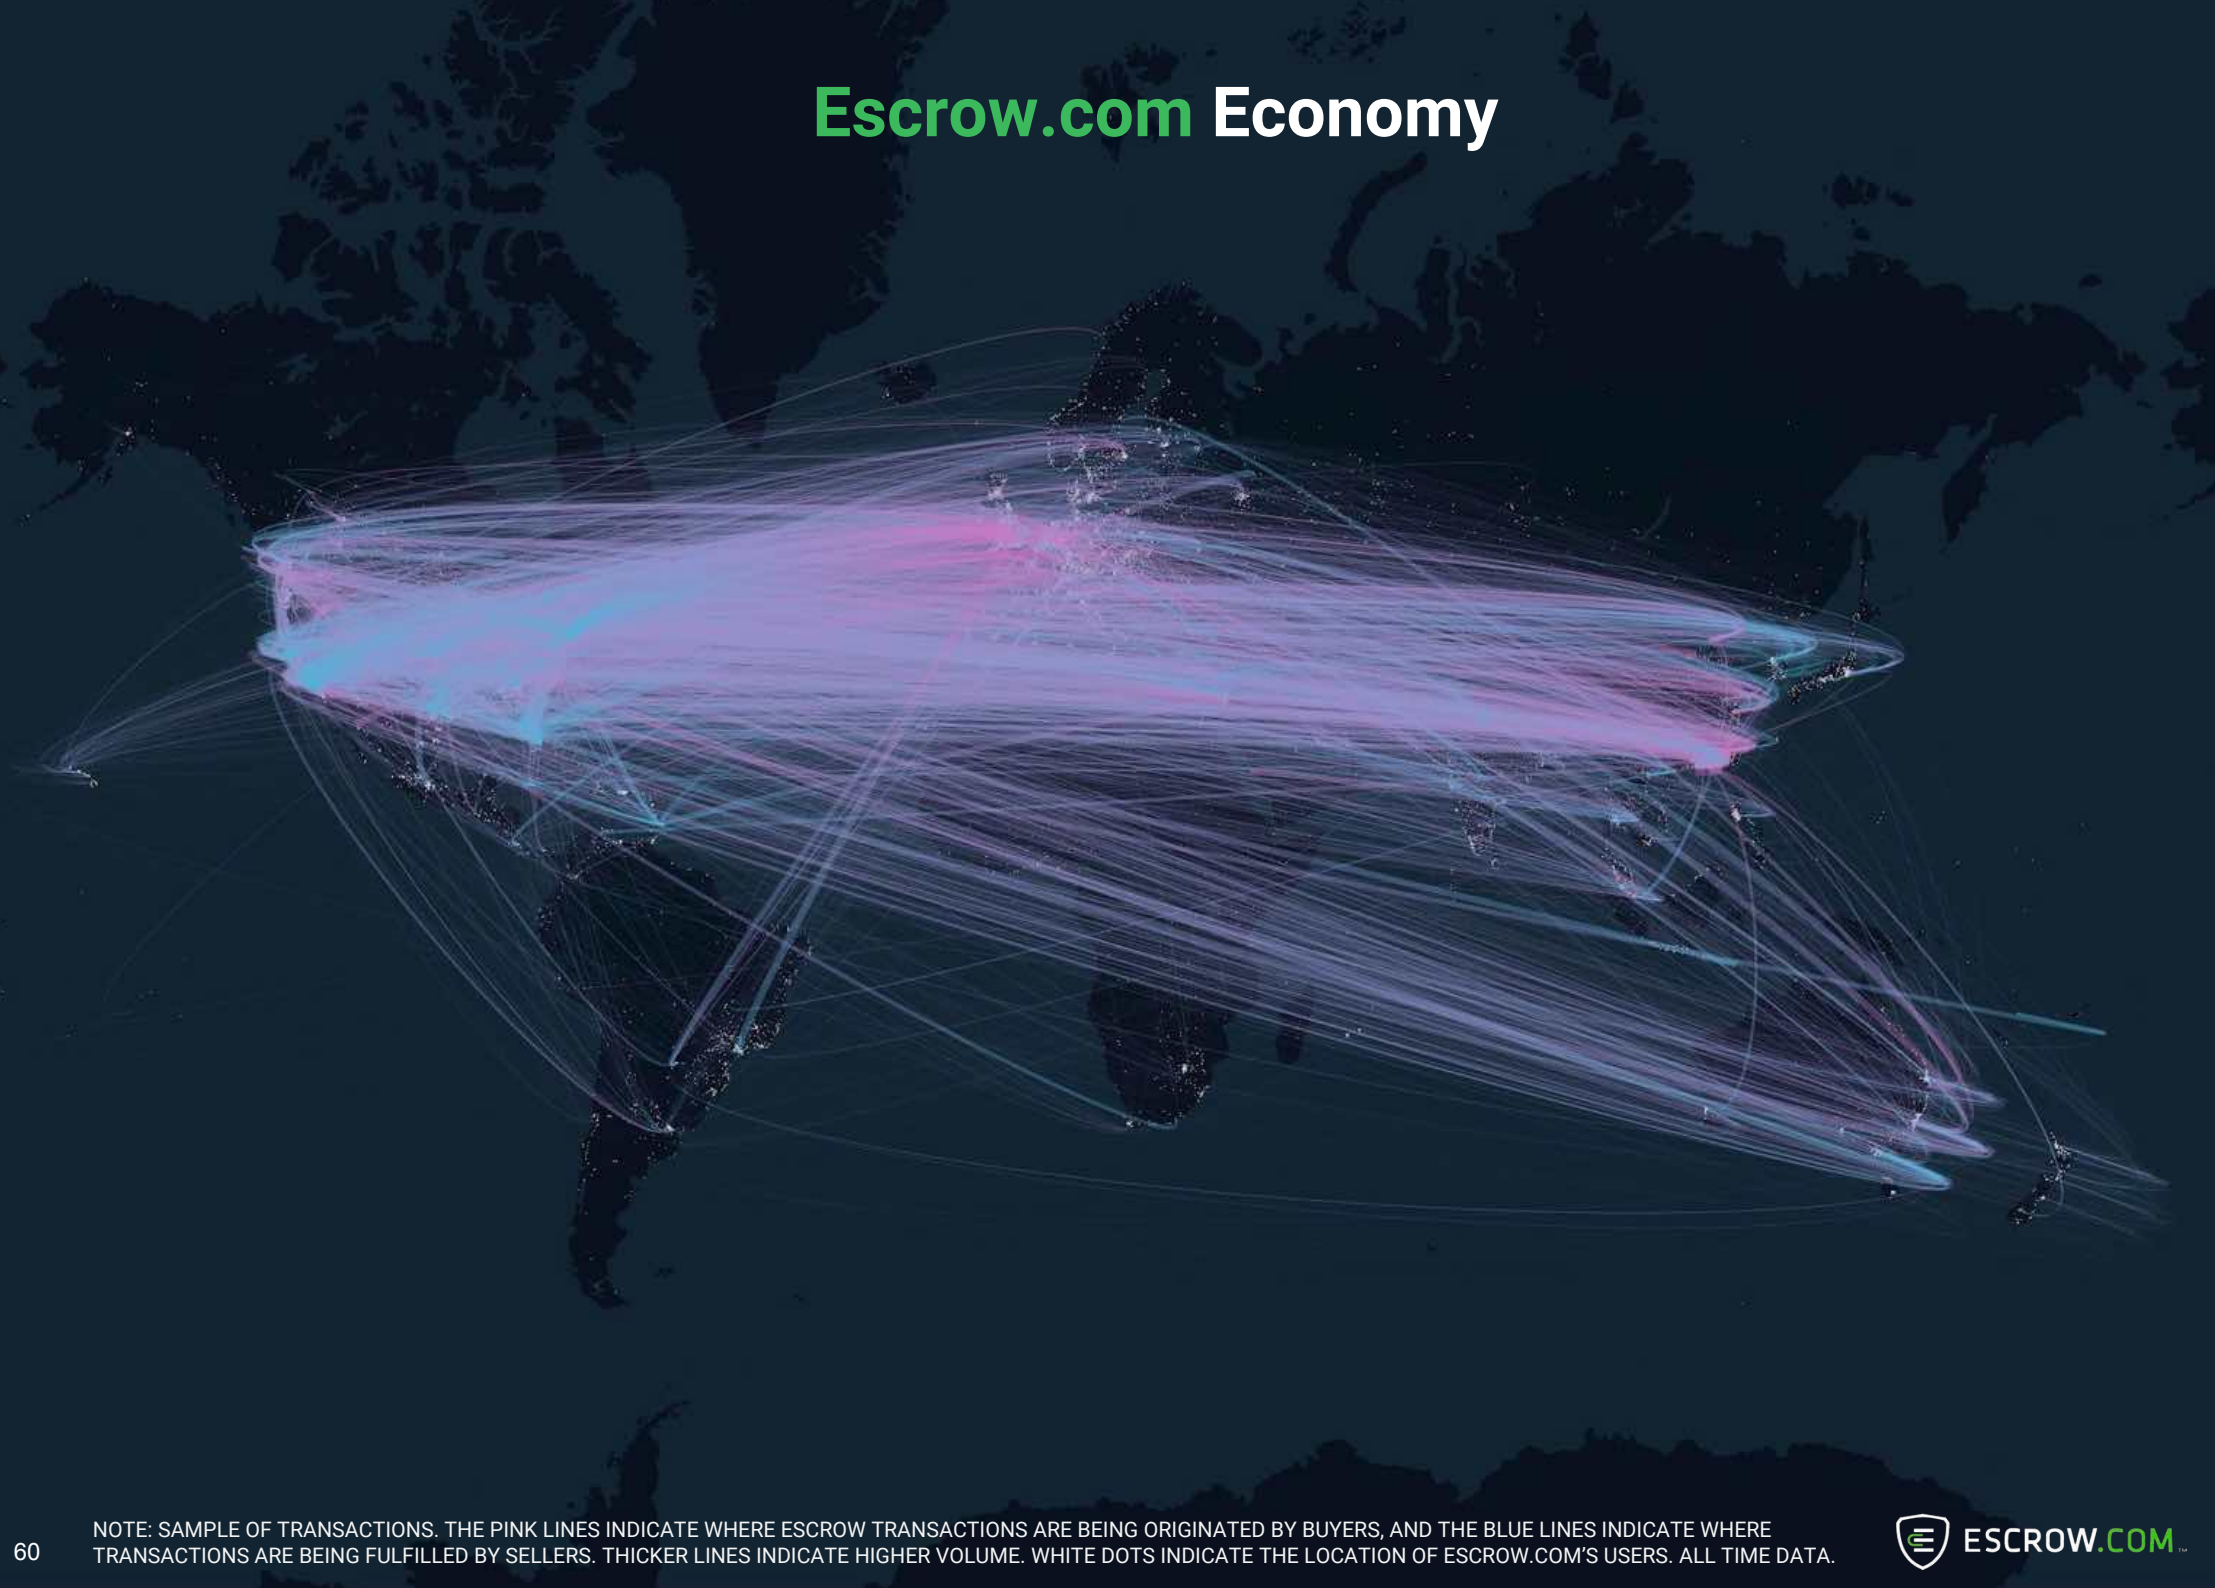 Escrow.com Economy
NOTE: SAMPLE OF TRANSACTIONS. THE PINK LINES INDICATE WHERE ESCROW TRANSACTIONS ARE BEING ORIGINATED BY BUYERS, AND THE BLUE LINES INDICATE WHERE
TRANSACTIONS ARE BEING FULFILLED BY SELLERS. THICKER LINES INDICATE HIGHER VOLUME. WHITE DOTS INDICATE THE LOCATION OF ESCROW.COM'S USERS. ALL TIME DATA.
60
ESCROW.COM™